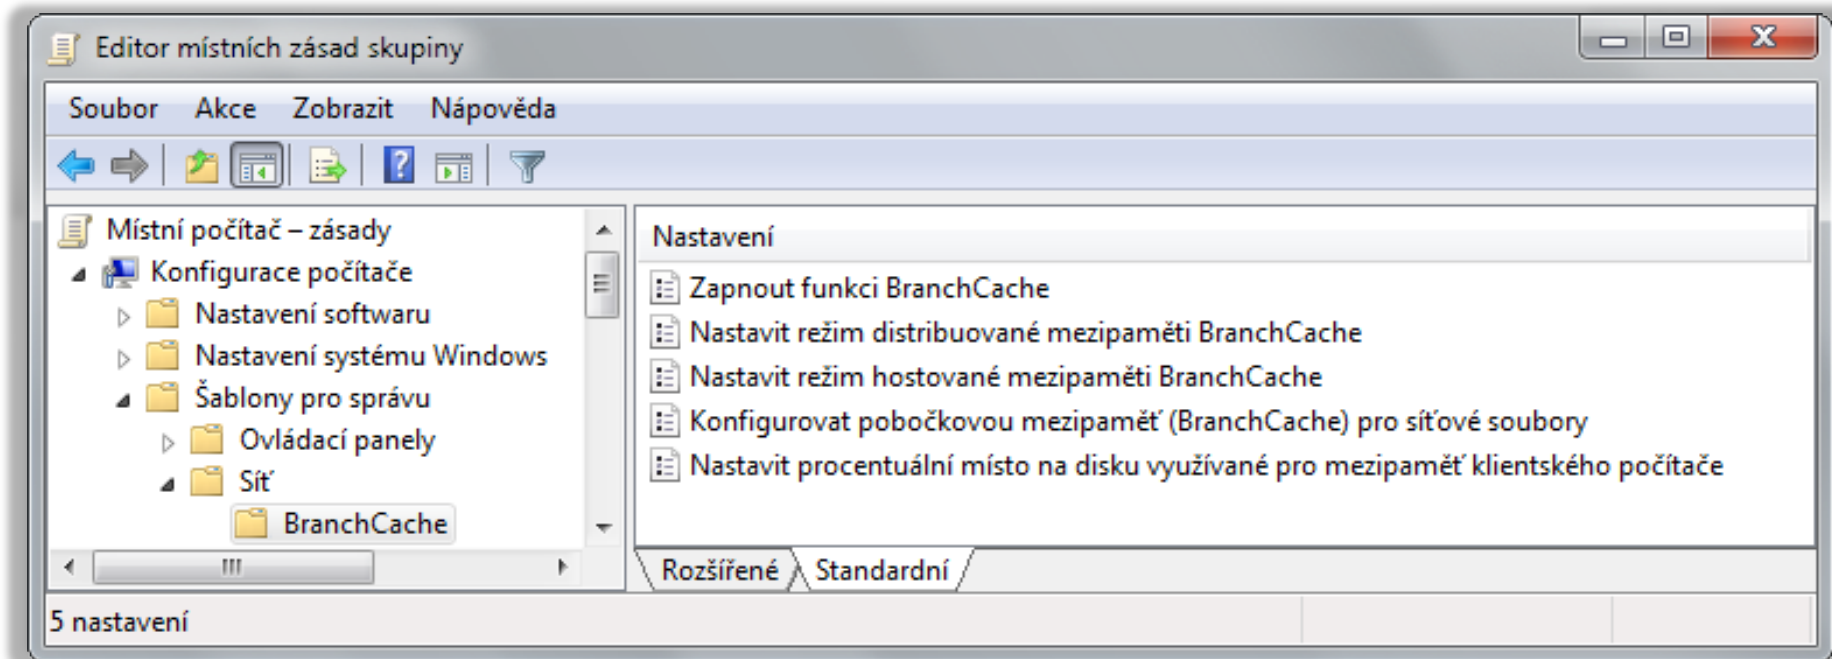 Editor místních zásad skupiny
Soubor Akce Zobrazit Nápověda
Místní počítač – zásady
Konfigurace počítače
Nastavení softwaru
Nastavení systému Windows
Šablony pro správu
Ovládací panely
Síť
BranchCache
Nastavení
Zapnout funkci BranchCache
Nastavit režim distribuované mezipaměti BranchCache
Nastavit režim hostované mezipaměti BranchCache
Konfigurovat pobočkovou mezipaměť (BranchCache) pro síťové soubory
Nastavit procentuální místo na disku využívané pro mezipaměť klientského počítače
Rozšířené Standardní
5 nastavení